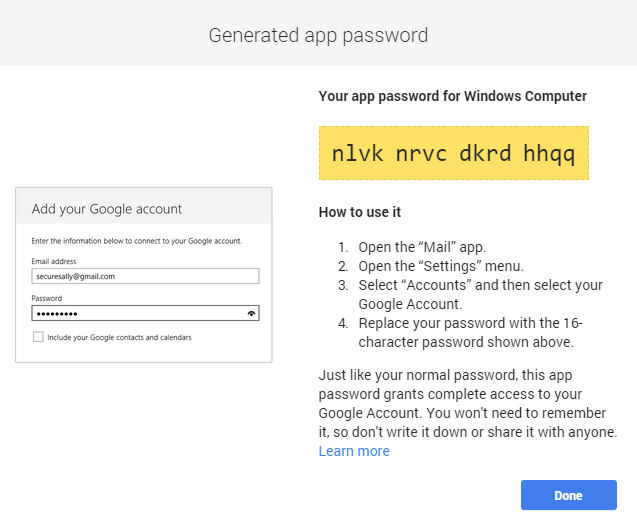 Generated app password
Your app password for Windows Computer
nlvk nrvc dkrd hhqq
Add your Google account
Enter the information below to connect to your Google account.
Email address
securesally@gmail.com
Password
•••••••••
Include your Google contacts and calendars
How to use it
1. Open the “Mail” app.
2. Open the “Settings” menu.
3. Select “Accounts” and then select your
Google Account.
4. Replace your password with the 16-
character password shown above.
Just like your normal password, this app
password grants complete access to your
Google Account. You won't need to remember
it, so don't write it down or share it with anyone.
Learn more
Done